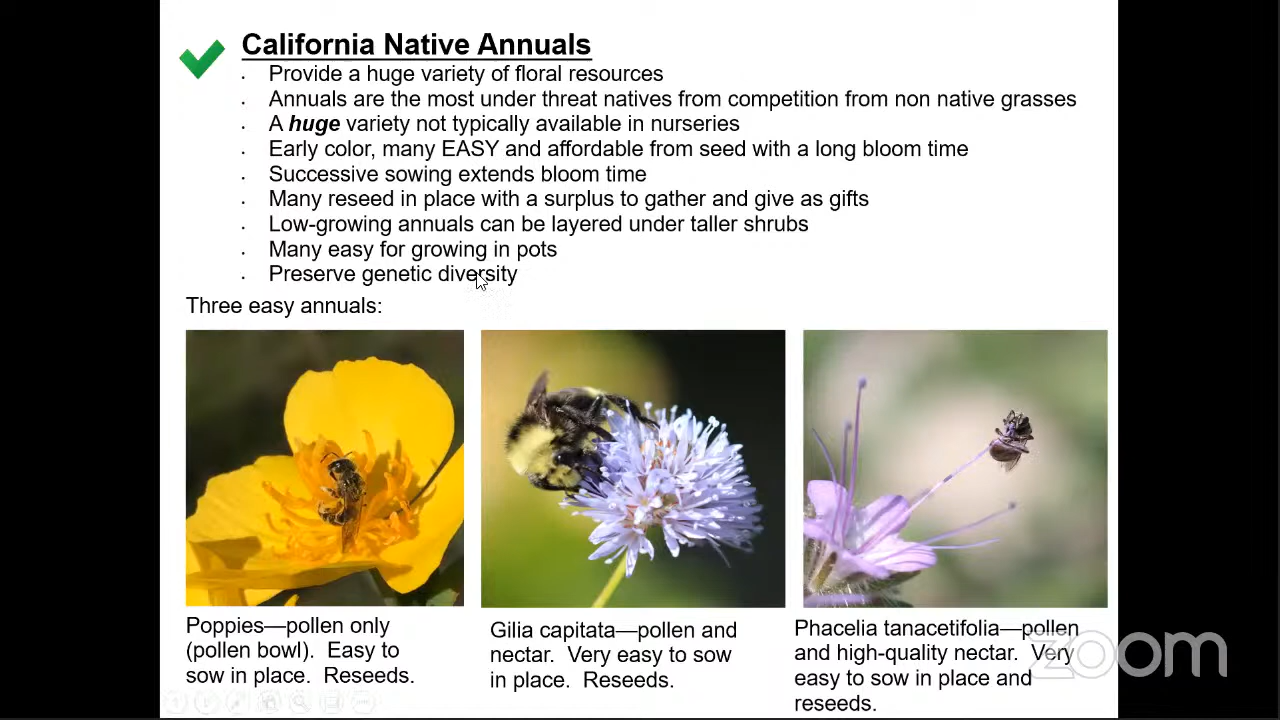 California Native Annuals
Provide a huge variety of floral resources
Annuals are the most under threat natives from competition from non native grasses
A huge variety not typically available in nurseries
Early color, many EASY and affordable from seed with a long bloom time
Successive sowing extends bloom time
Many reseed in place with a surplus to gather and give as gifts
Low-growing annuals can be layered under taller shrubs
Many easy for growing in pots
Preserve genetic diversity
Three easy annuals:
Poppies—pollen only
(pollen bowl).  Easy to
sow in place.  Reseeds.
Gilia capitata—pollen and
nectar.  Very easy to sow
in place.  Reseeds.
Phacelia tanacetifolia—pollen
and high-quality nectar.  Very
easy to sow in place and
reseeds.
zoom